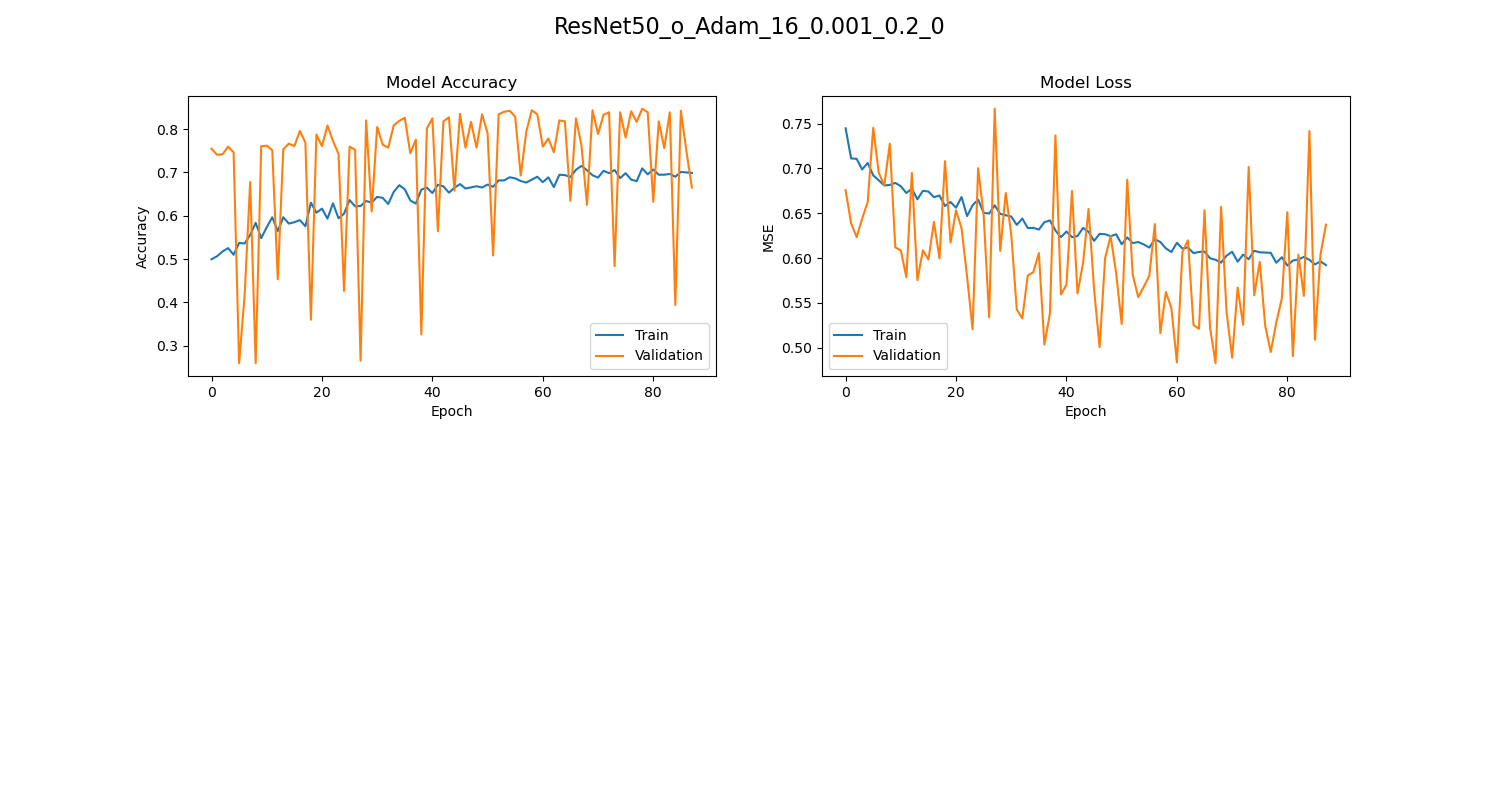 ResNet50_o_Adam_16_0.001_0.2_0
Model Accuracy
Accuracy
0.8
0.7
0.6
0.5
0.4
0.3
0 20 40 60 80
Epoch
Train
Validation
Model Loss
MSE
0.75
0.70
0.65
0.60
0.55
0.50
0 20 40 60 80
Epoch
Train
Validation